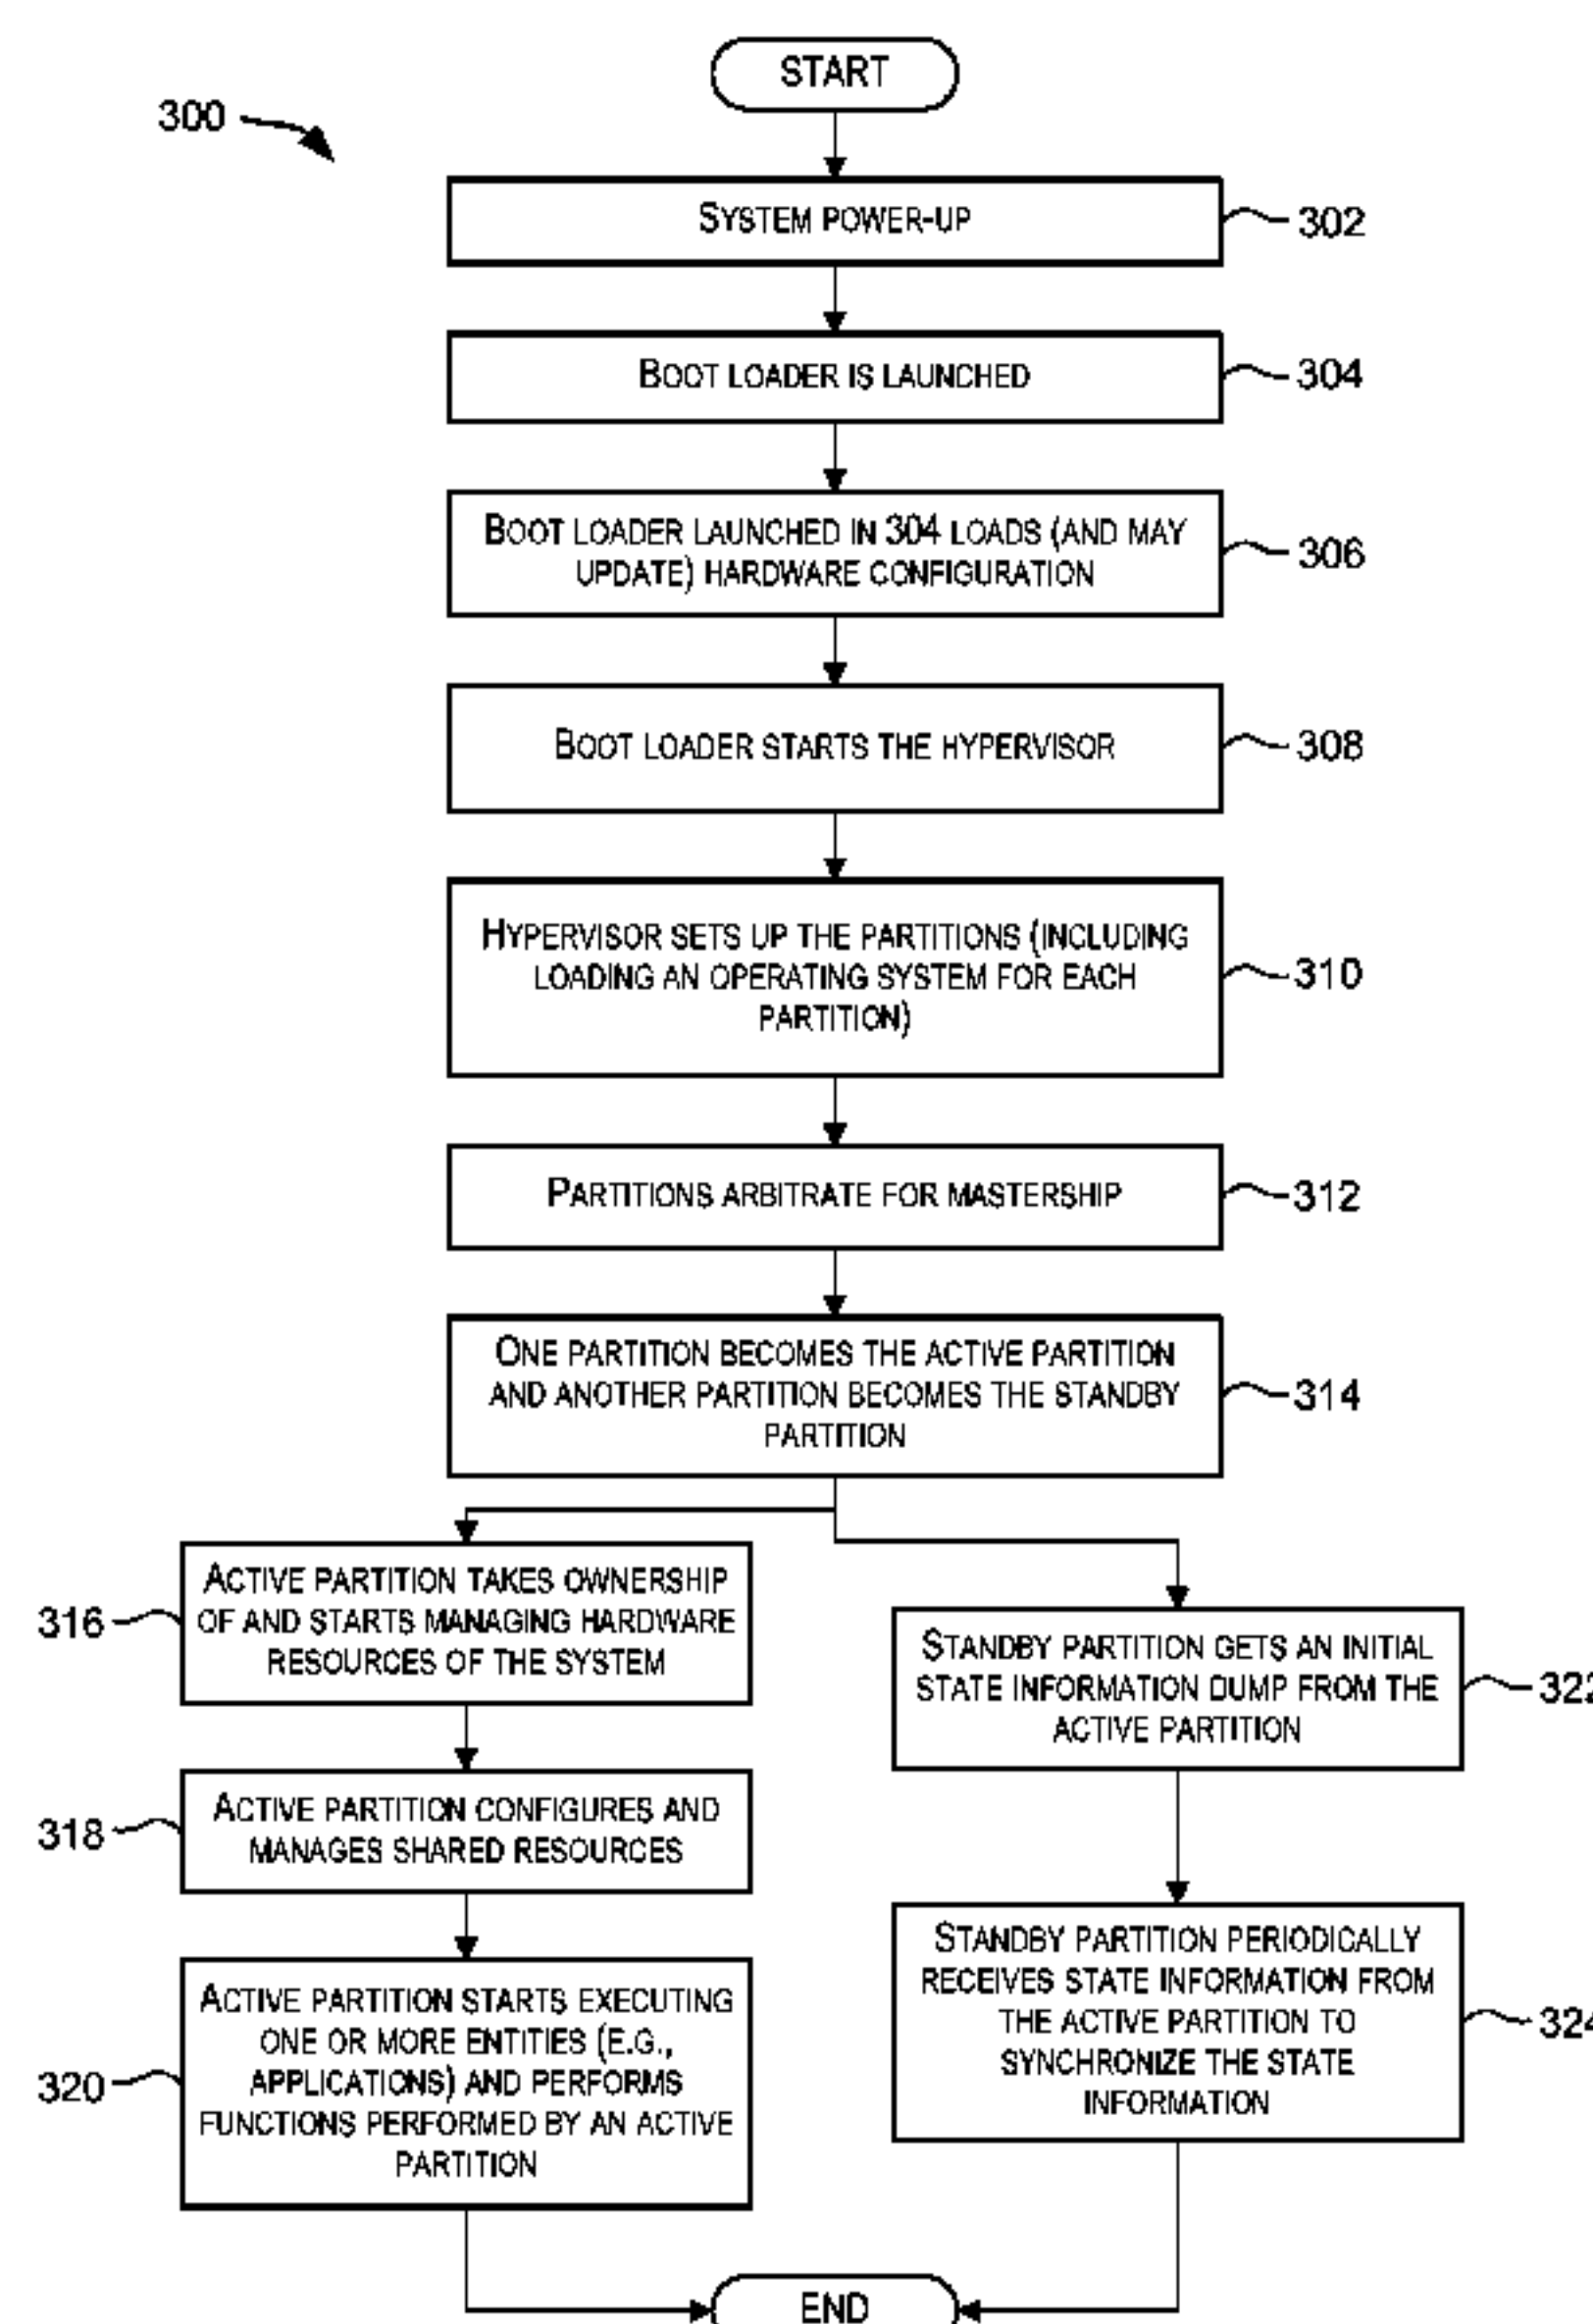 START
300
SYSTEM POWER-UP
302
BOOT LOADER IS LAUNCHED
304
BOOT LOADER LAUNCHED IN 304 LOADS (AND MAY
UPDATE) HARDWARE CONFIGURATION
306
BOOT LOADER STARTS THE HYPERVISOR
308
HYPERVISOR SETS UP THE PARTITIONS (INCLUDING
LOADING AN OPERATING SYSTEM FOR EACH
PARTITION)
310
PARTITIONS ARBITRATE FOR MASTERSHIP
312
ONE PARTITION BECOMES THE ACTIVE PARTITION
AND ANOTHER PARTITION BECOMES THE STANDBY
PARTITION
314
ACTIVE PARTITION TAKES OWNERSHIP
OF AND STARTS MANAGING HARDWARE
RESOURCES OF THE SYSTEM
316
ACTIVE PARTITION CONFIGURES AND
MANAGES SHARED RESOURCES
318
ACTIVE PARTITION STARTS EXECUTING
ONE OR MORE ENTITIES (E.G.,
APPLICATIONS) AND PERFORMS
FUNCTIONS PERFORMED BY AN ACTIVE
PARTITION
320
STANDBY PARTITION GETS AN INITIAL
STATE INFORMATION DUMP FROM THE
ACTIVE PARTITION
322
STANDBY PARTITION PERIODICALLY
RECEIVES STATE INFORMATION FROM
THE ACTIVE PARTITION TO
SYNCHRONIZE THE STATE
INFORMATION
324
END